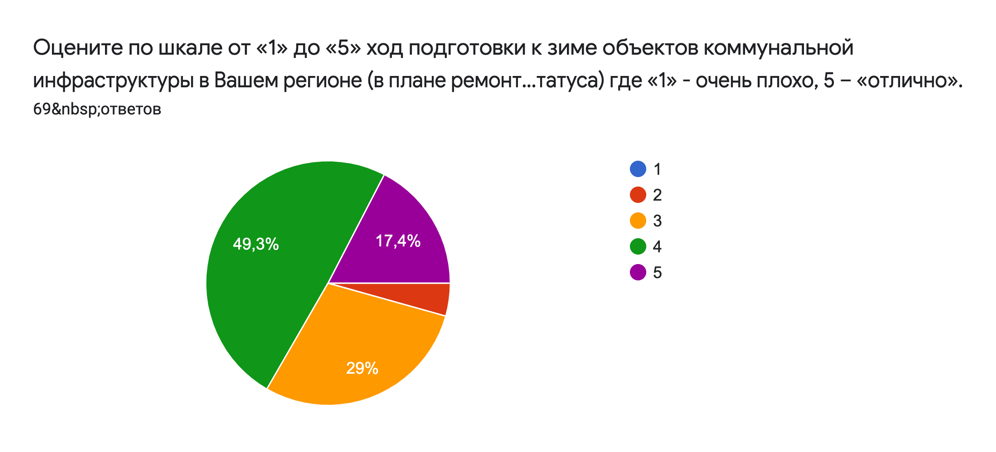 Оцените по шкале от «1» до «5» ход подготовки к зиме объектов коммунальной
инфраструктуры в Вашем регионе (в плане ремонт...татуса) где «1» - очень плохо, 5 – «отлично».
69&nbsp;ответов
1
2
3
4
5
49,3%
17,4%
29%